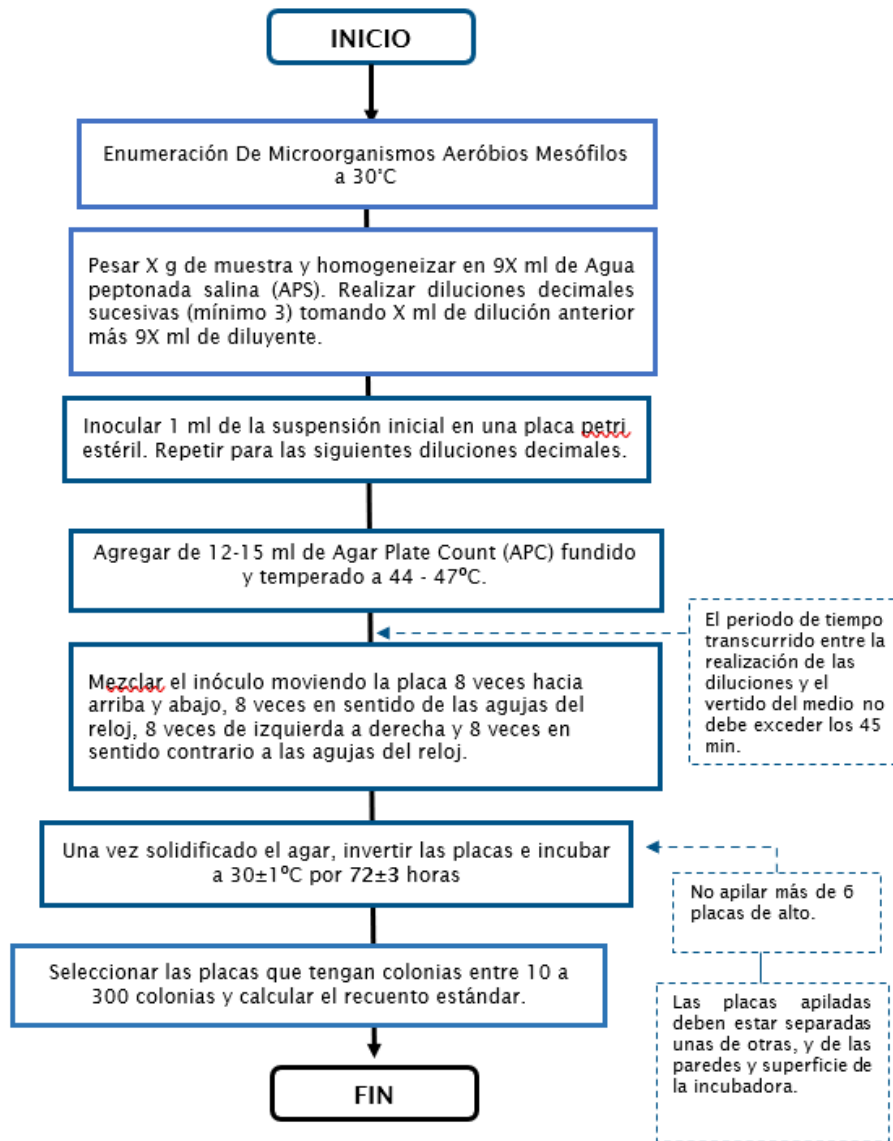 INICIO
Enumeración De Microorganismos Aeróbios Mesófilos
a 30°C
Pesar X g de muestra y homogeneizar en 9X ml de Agua
peptonada salina (APS). Realizar diluciones decimales
sucesivas (mínimo 3) tomando X ml de dilución anterior
más 9X ml de diluyente.
Inocular 1 ml de la suspensión inicial en una placa petri
estéril. Repetir para las siguientes diluciones decimales.
Agregar de 12-15 ml de Agar Plate Count (APC) fundido
y temperado a 44 - 47ºC.
El periodo de tiempo
transcurrido entre la
realización de las
diluciones y el
vertido del medio no
debe exceder los 45
min.
Mezclar el inóculo moviendo la placa 8 veces hacia
arriba y abajo, 8 veces en sentido de las agujas del
reloj, 8 veces de izquierda a derecha y 8 veces en
sentido contrario a las agujas del reloj.
Una vez solidificado el agar, invertir las placas e incubar
a 30±1ºC por 72±3 horas
No apilar más de 6
placas de alto.
Las placas apiladas
deben estar separadas
unas de otras, y de las
paredes y superficie de
la incubadora.
Seleccionar las placas que tengan colonias entre 10 a
300 colonias y calcular el recuento estándar.
FIN